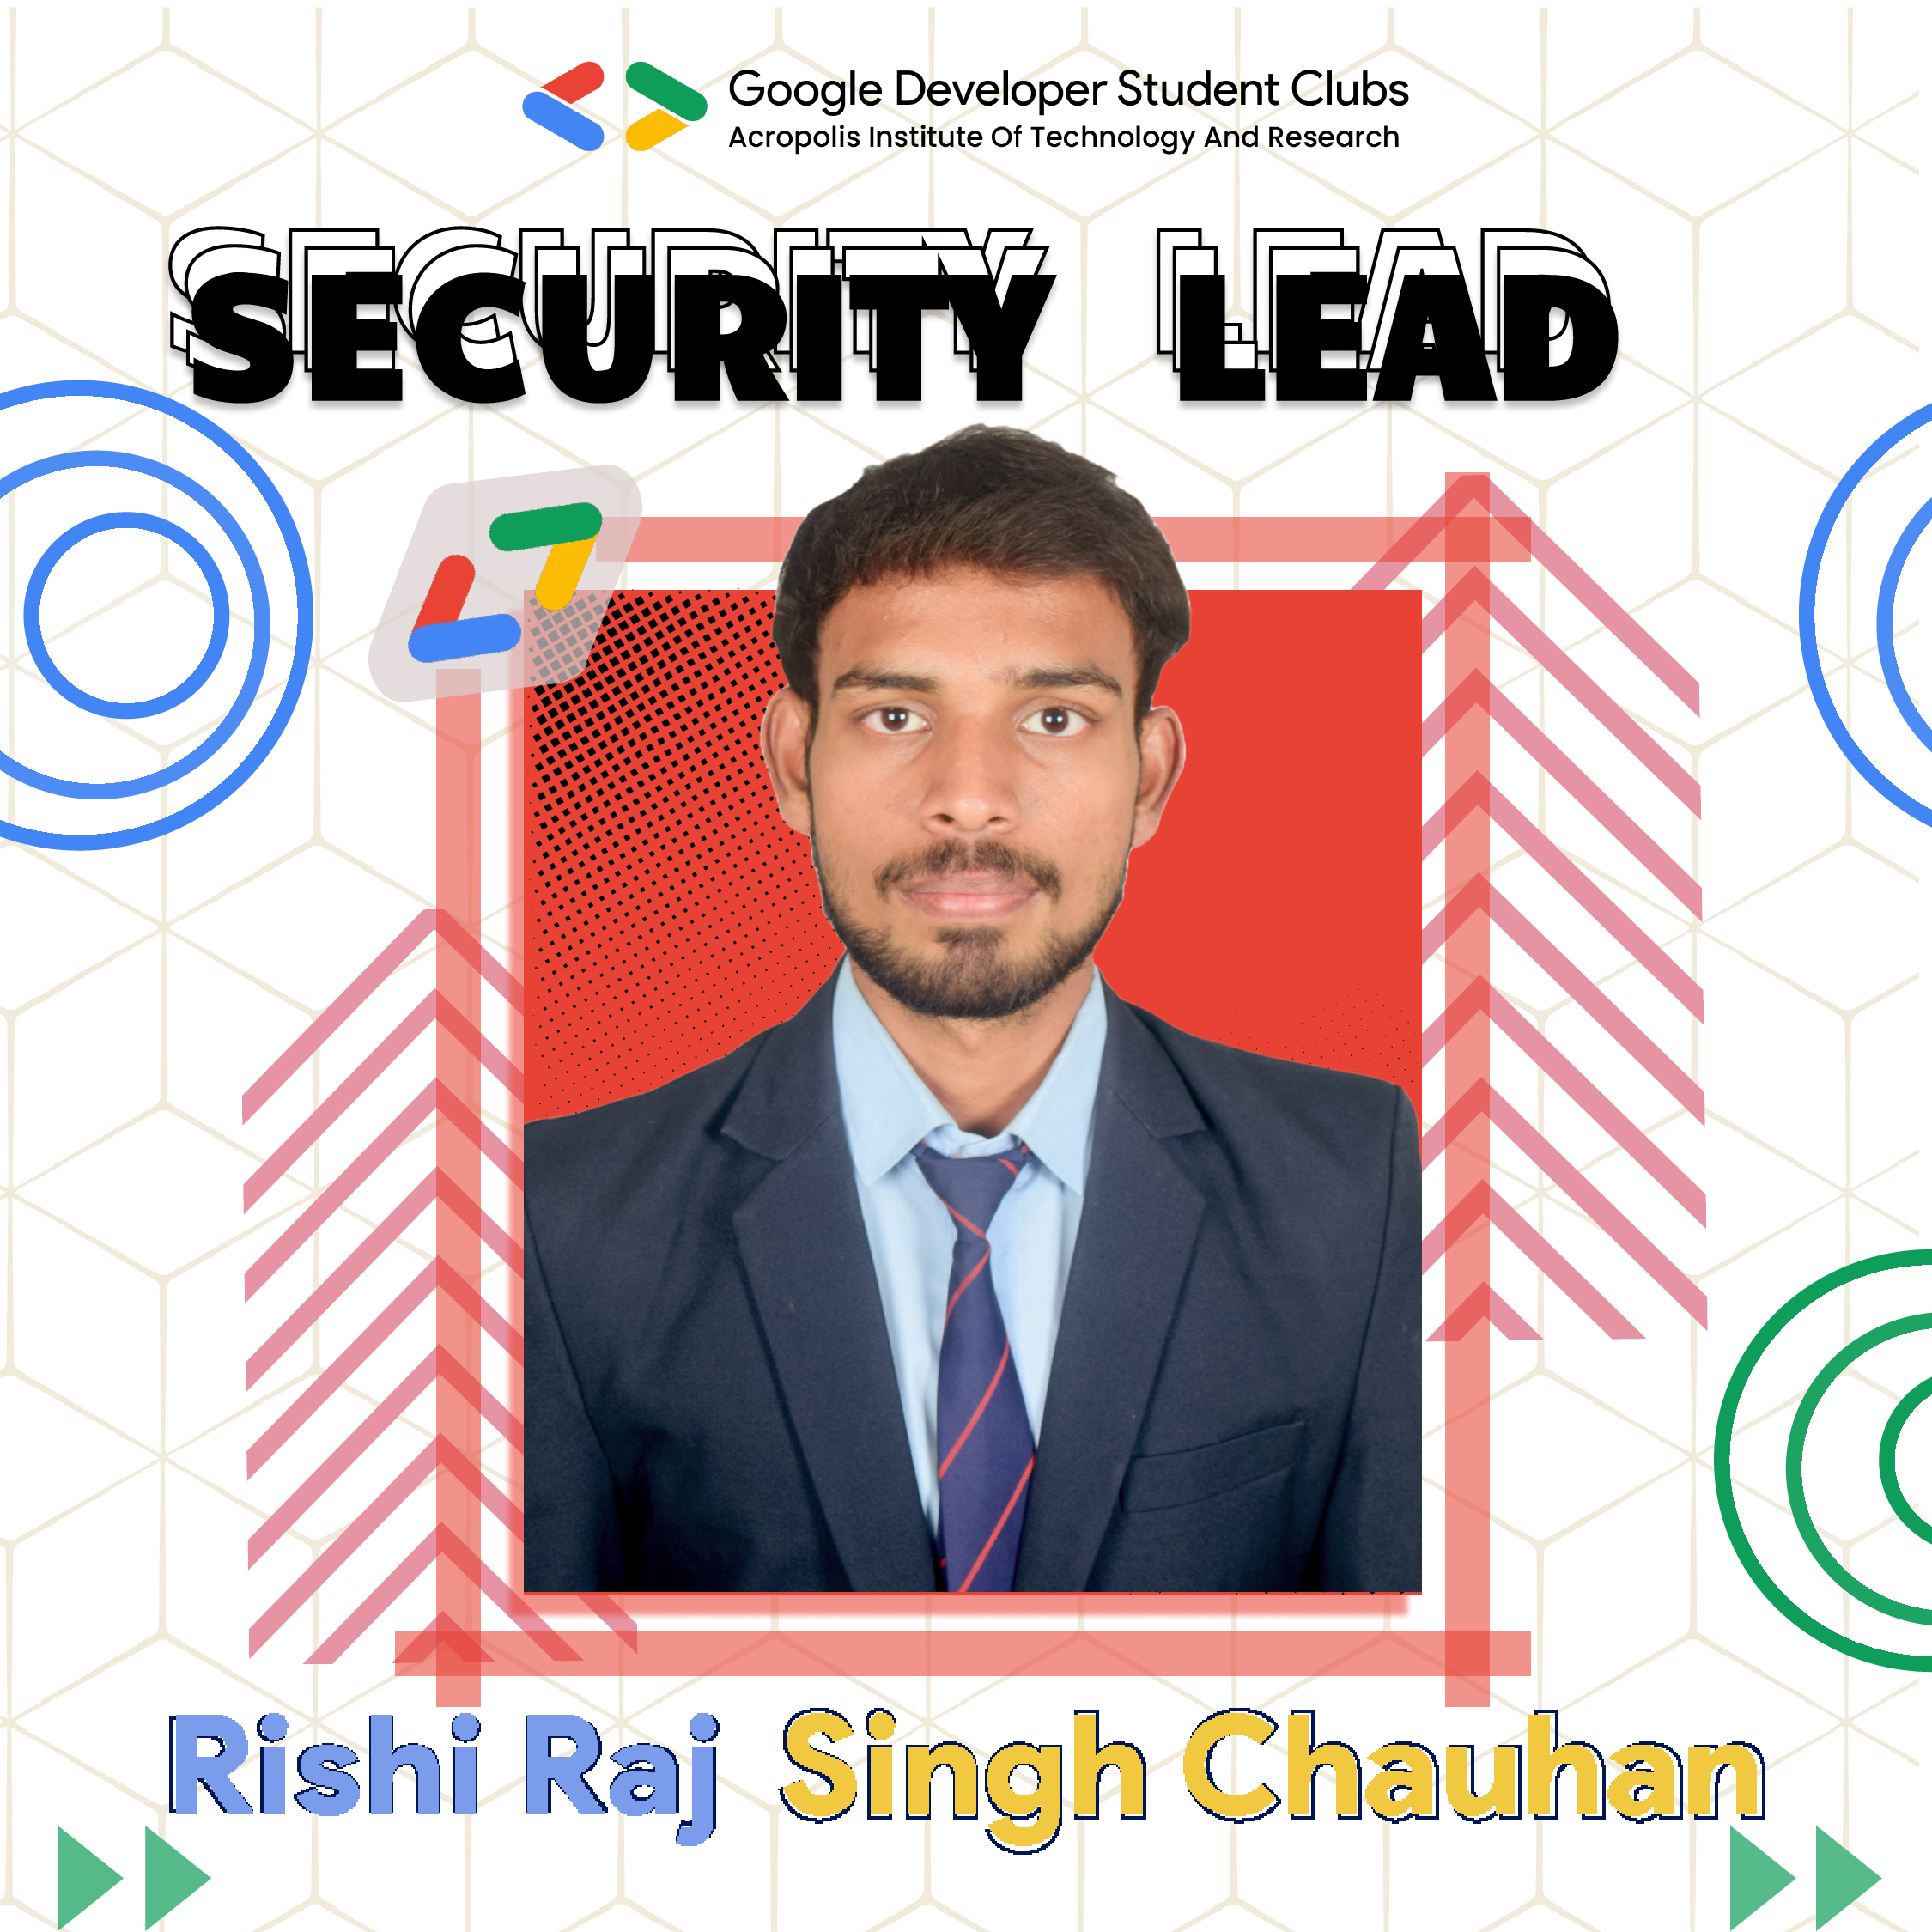 Google Developer Student Clubs
Acropolis Institute Of Technology And Research
SECURITY LEAD
Rishi Raj Singh Chauhan